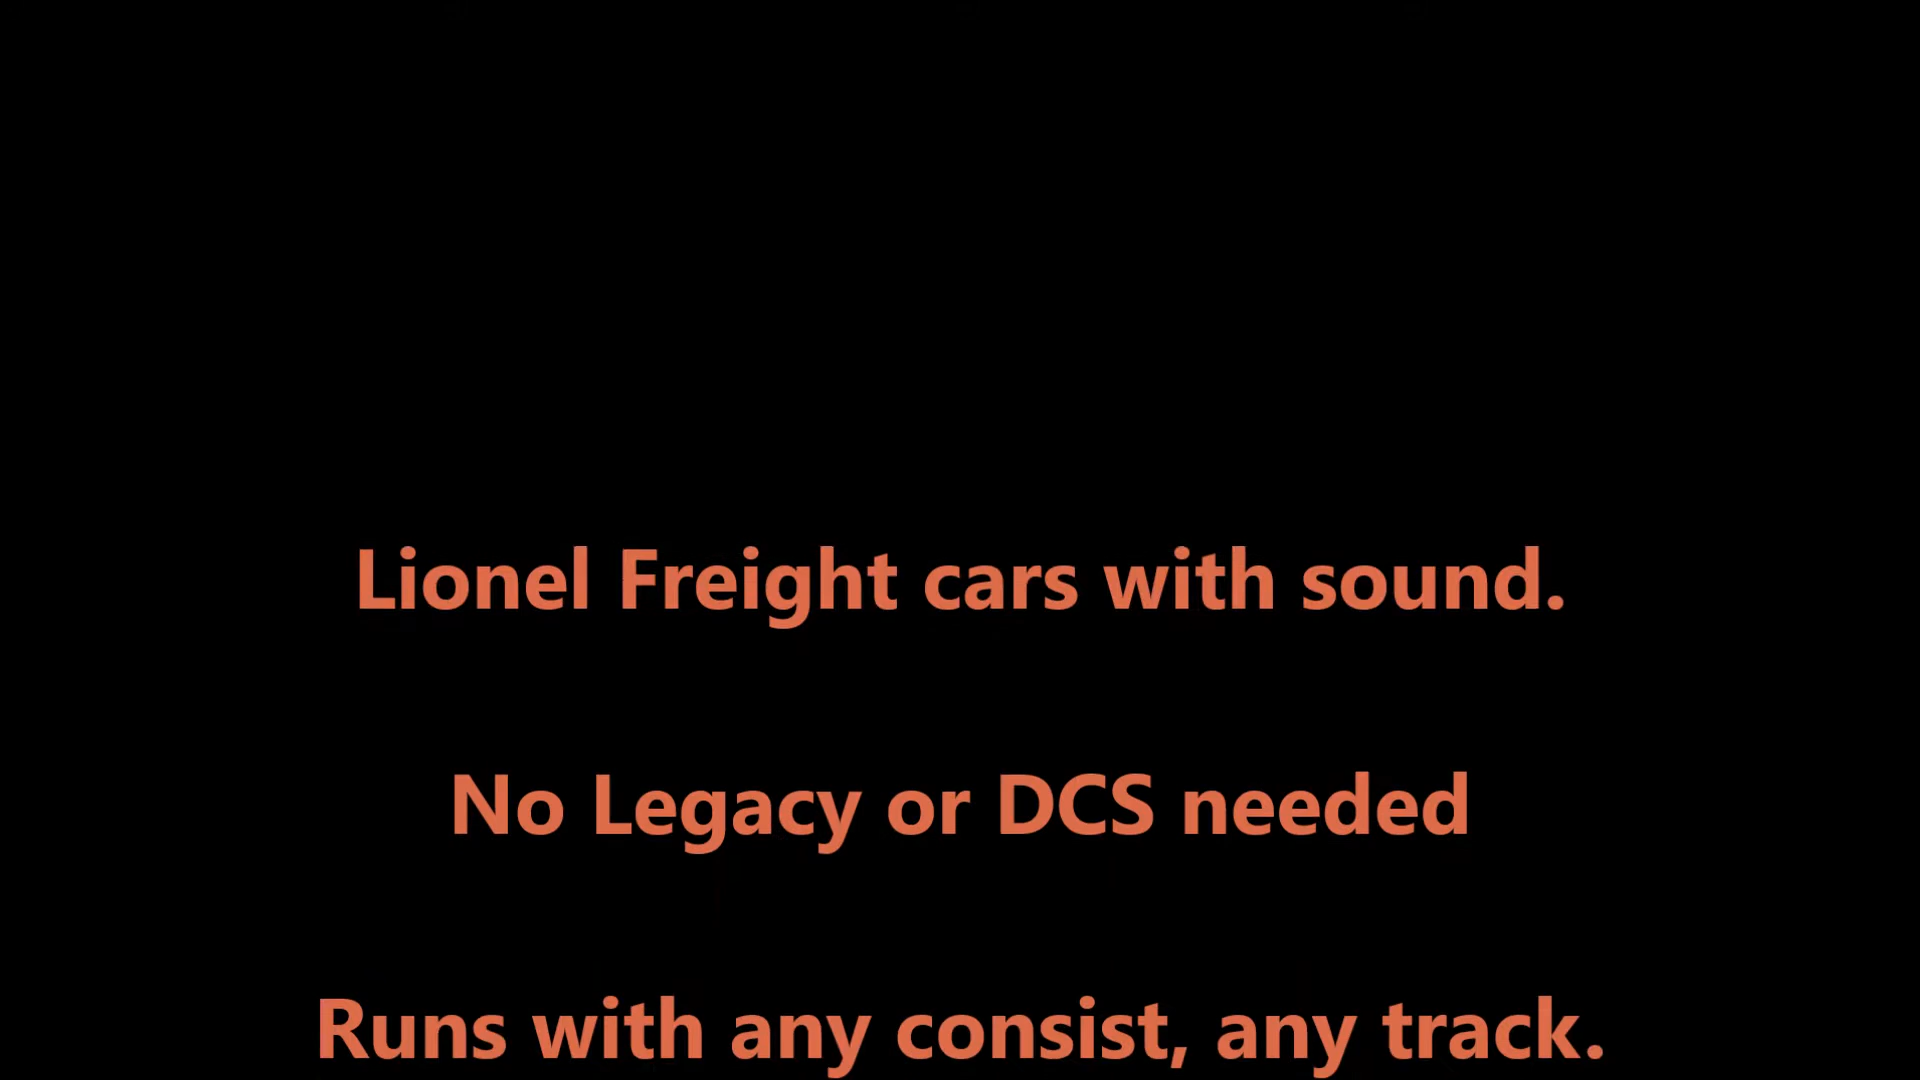 Lionel Freight cars with sound.
No Legacy or DCS needed
Runs with any consist, any track.